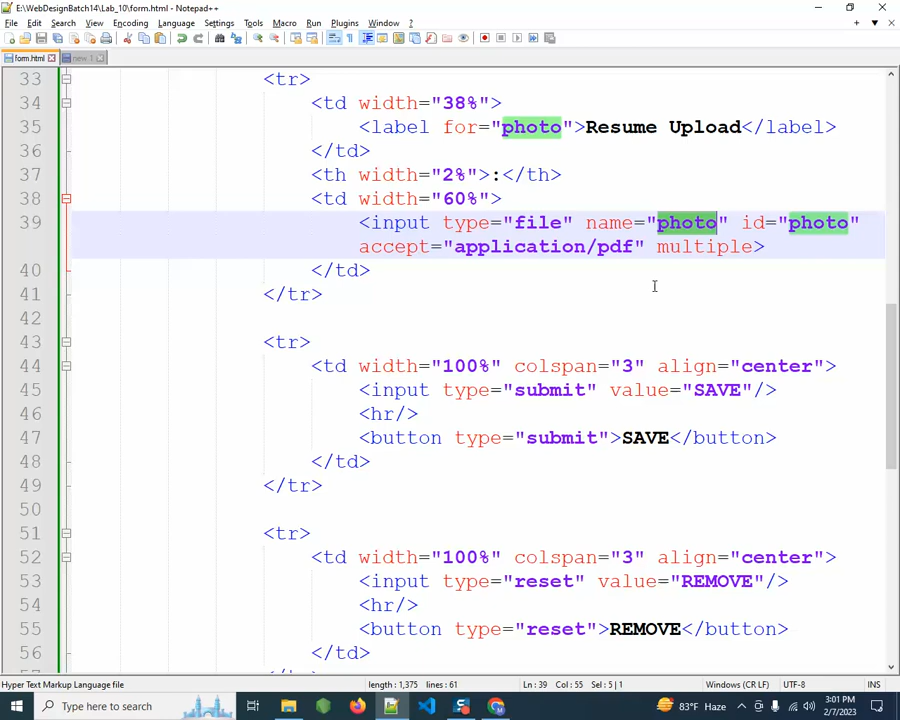 E:\WebDesignBatch14\Lab_10\form.html - Notepad++
File Edit Search View Encoding Language Settings Tools Macro Run Plugins Window ?
form.html new 1
33 <tr>
34 <td width="38%">
35 <label for="photo">Resume Upload</label>
36 </td>
37 <th width="2%">:</th>
38 <td width="60%">
39 <input type="file" name="photo" id="photo"
accept="application/pdf" multiple>
40 </td>
41 </tr>
42
43 <tr>
44 <td width="100%" colspan="3" align="center">
45 <input type="submit" value="SAVE"/>
46 <hr/>
47 <button type="submit">SAVE</button>
48 </td>
49 </tr>
50
51 <tr>
52 <td width="100%" colspan="3" align="center">
53 <input type="reset" value="REMOVE"/>
54 <hr/>
55 <button type="reset">REMOVE</button>
56 </td>
Hyper Text Markup Language file length : 1,375 lines : 61 Ln : 39 Col : 55 Sel : 5 | 1 Windows (CR LF) UTF-8 INS
Type here to search 83°F Haze 3:01 PM
2/7/2023